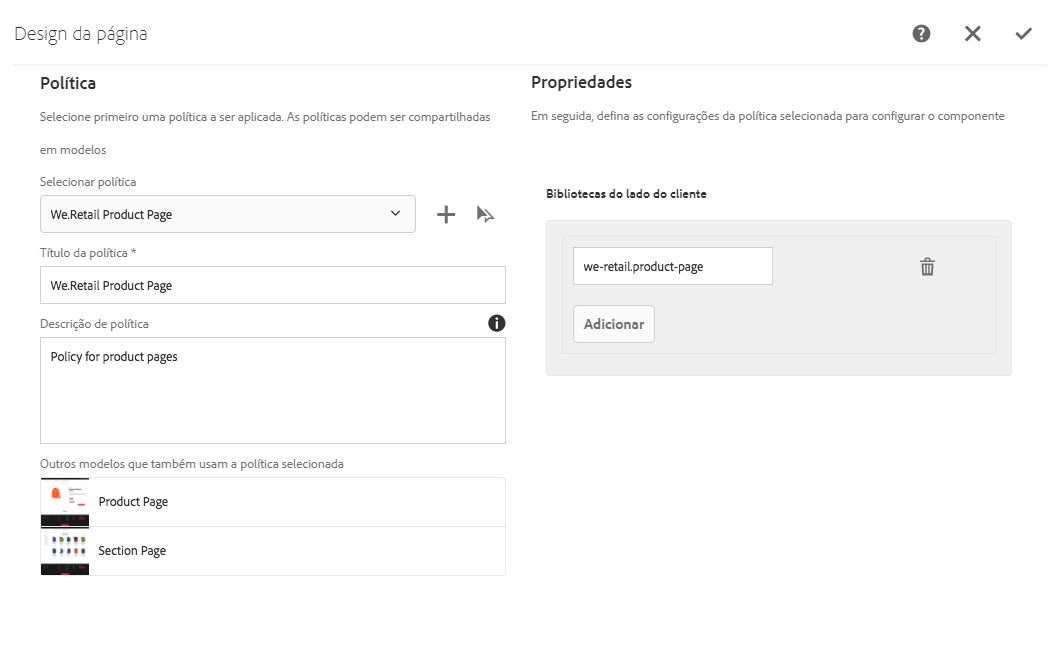 Design da página
Política
Selecione primeiro uma política a ser aplicada. As políticas podem ser compartilhadas
em modelos
Selecionar política
We.Retail Product Page
Título da política *
We.Retail Product Page
Descrição de política
Policy for product pages
Outros modelos que também usam a política selecionada
Product Page
Section Page
Propriedades
Em seguida, defina as configurações da política selecionada para configurar o componente
Bibliotecas do lado do cliente
we-retail.product-page
Adicionar